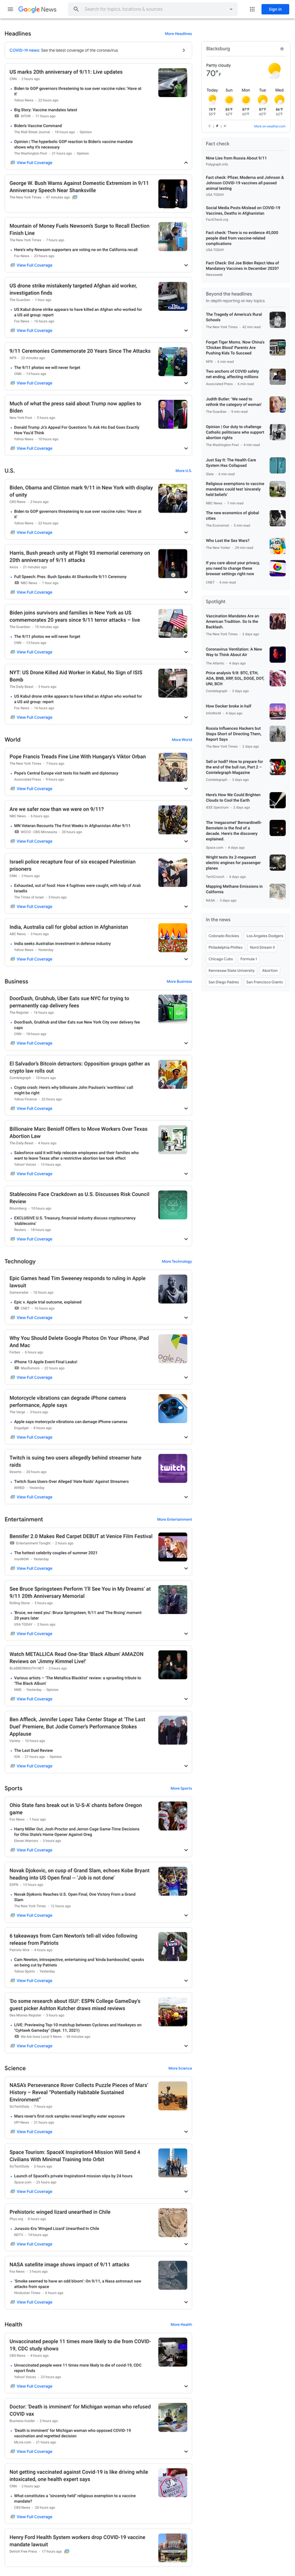 Google News
Search for topics, locations & sources
Sign in
Headlines
More Headlines
COVID-19 news: See the latest coverage of the coronavirus
US marks 20th anniversary of 9/11: Live updates
CNN • 2 hours ago
Biden to GOP governors threatening to sue over vaccine rules: 'Have at
it'
Yahoo News • 22 hours ago
Big Story: Vaccine mandates latest
Biden's Vaccine Command
The Wall Street Journal • 18 hours ago • Opinion
Opinion | The hyperbolic GOP reaction to Biden's vaccine mandate
shows why it's necessary
The Washington Post • 21 hours ago • Opinion
View Full Coverage
George W. Bush Warns Against Domestic Extremism in 9/11
Anniversary Speech Near Shanksville
The New York Times • 47 minutes ago
Mountain of Money Fuels Newsom's Surge to Recall Election
Finish Line
The New York Times • 7 hours ago
Here's why Newsom supporters are voting no on the California recall
Fox News • 23 hours ago
View Full Coverage
US drone strike mistakenly targeted Afghan aid worker,
investigation finds
The Guardian • 1 hour ago
US Kabul drone strike appears to have killed an Afghan who worked for
a US aid group: report
Fox News • 16 hours ago
View Full Coverage
9/11 Ceremonies Commemorate 20 Years Since The Attacks
NPR • 22 minutes ago
The 9/11 photos we will never forget
CNN • 13 hours ago
View Full Coverage
Much of what the press said about Trump now applies to
Biden
New York Post • 5 hours ago
Donald Trump Jr's Appeal For Questions To Ask His Dad Goes Exactly
How You'd Think
Yahoo News • 10 hours ago
View Full Coverage
U.S.
More U.S.
Biden, Obama and Clinton mark 9/11 in New York with display
of unity
CBS News • 2 hours ago
Biden to GOP governors threatening to sue over vaccine rules: 'Have at
it'
Yahoo News • 22 hours ago
View Full Coverage
Harris, Bush preach unity at Flight 93 memorial ceremony on
20th anniversary of 9/11 attacks
Axios • 31 minutes ago
Full Speech: Pres. Bush Speaks At Shanksville 9/11 Ceremony
NBC News • 1 hour ago
View Full Coverage
Biden joins survivors and families in New York as US
commemorates 20 years since 9/11 terror attacks – live
The Guardian • 15 minutes ago
The 9/11 photos we will never forget
CNN • 13 hours ago
View Full Coverage
NYT: US Drone Killed Aid Worker in Kabul, No Sign of ISIS
Bomb
The Daily Beast • 3 hours ago
US Kabul drone strike appears to have killed an Afghan who worked for
a US aid group: report
Fox News • 16 hours ago
View Full Coverage
World
More World
Pope Francis Treads Fine Line With Hungary's Viktor Orban
The New York Times • 7 hours ago
Pope's Central Europe visit tests his health and diplomacy
Associated Press • 9 hours ago
View Full Coverage
Are we safer now than we were on 9/11?
MPR News • 6 hours ago
MN Veteran Recounts The First Weeks In Afghanistan After 9/11
WCCO - CBS Minnesota • 20 hours ago
View Full Coverage
Israeli police recapture four of six escaped Palestinian
prisoners
CNN • 2 hours ago
Exhausted, out of food: How 4 fugitives were caught, with help of Arab
Israelis
The Times of Israel • 3 hours ago
View Full Coverage
India, Australia call for global action in Afghanistan
ABC News • 3 hours ago
India seeks Australian investment in defense industry
Yahoo News • Yesterday
View Full Coverage
Business
More Business
DoorDash, Grubhub, Uber Eats sue NYC for trying to
permanently cap delivery fees
The Register • 16 hours ago
DoorDash, Grubhub and Uber Eats sue New York City over delivery fee
caps
CNN • 18 hours ago
View Full Coverage
El Salvador's Bitcoin detractors: Opposition groups gather as
crypto law rolls out
Cointelegraph • 10 hours ago
Crypto crash: Here's why billionaire John Paulson's 'worthless' call
might be right
Yahoo Finance • 22 hours ago
View Full Coverage
Billionaire Marc Benioff Offers to Move Workers Over Texas
Abortion Law
The Daily Beast • 4 hours ago
Salesforce said it will help relocate employees and their families who
want to leave Texas after a restrictive abortion law took effect
Yahoo! Voices • 13 hours ago
View Full Coverage
Stablecoins Face Crackdown as U.S. Discusses Risk Council
Review
Bloomberg • 10 hours ago
EXCLUSIVE U.S. Treasury, financial industry discuss cryptocurrency
'stablecoins'
Reuters • 19 hours ago
View Full Coverage
Technology
More Technology
Epic Games head Tim Sweeney responds to ruling in Apple
lawsuit
Gamesradar • 10 hours ago
Epic v. Apple trial outcome, explained
CNET • 16 hours ago
View Full Coverage
Why You Should Delete Google Photos On Your iPhone, iPad
And Mac
Forbes • 6 hours ago
iPhone 13 Apple Event Final Leaks!
MacRumors • 22 hours ago
View Full Coverage
Motorcycle vibrations can degrade iPhone camera
performance, Apple says
The Verge • 3 hours ago
Apple says motorcycle vibrations can damage iPhone cameras
Engadget • 8 hours ago
View Full Coverage
Twitch is suing two users allegedly behind streamer hate
raids
Dexerto • 20 hours ago
Twitch Sues Users Over Alleged 'Hate Raids' Against Streamers
WIRED • Yesterday
View Full Coverage
Entertainment
More Entertainment
Bennifer 2.0 Makes Red Carpet DEBUT at Venice Film Festival
Entertainment Tonight • 2 hours ago
The hottest celebrity couples of summer 2021
Yesterday
View Full Coverage
See Bruce Springsteen Perform 'I'll See You in My Dreams' at
9/11 20th Anniversary Memorial
Rolling Stone • 3 hours ago
'Bruce, we need you': Bruce Springsteen, 9/11 and 'The Rising' moment
20 years later
USA TODAY • 5 hours ago
View Full Coverage
Watch METALLICA Read One-Star 'Black Album' AMAZON
Reviews on 'Jimmy Kimmel Live!'
BLABBERMOUTH.NET • 3 hours ago
Various artists – 'The Metallica Blacklist' review: a sprawling tribute to
'The Black Album'
NME • Yesterday • Opinion
View Full Coverage
Ben Affleck, Jennifer Lopez Take Center Stage at 'The Last
Duel' Premiere, But Jodie Comer's Performance Stokes
Applause
Variety • 10 hours ago
The Last Duel Review
IGN • 21 hours ago • Opinion
View Full Coverage
Sports
More Sports
Ohio State fans break out in 'U-S-A' chants before Oregon
game
Fox News • 1 hour ago
Harry Miller Out, Josh Proctor and Jerron Cage Game-Time Decisions
for Ohio State's Home Opener Against Oreg
Eleven Warriors • 3 hours ago
View Full Coverage
Novak Djokovic, on cusp of Grand Slam, echoes Kobe Bryant
heading into US Open final -- 'Job is not done'
ESPN • 10 hours ago
Novak Djokovic Reaches U.S. Open Final, One Victory From a Grand
Slam
The New York Times • 12 hours ago
View Full Coverage
6 takeaways from Cam Newton's tell-all video following
release from Patriots
Patriots Wire • 4 hours ago
Cam Newton, introspective, entertaining and 'kinda bamboozled,' speaks
on being cut by Patriots
Yahoo Sports • Yesterday
View Full Coverage
'Do some research about ISU!': ESPN College GameDay's
guest picker Ashton Kutcher draws mixed reviews
Des Moines Register • 3 hours ago
LIVE: Previewing Top-10 matchup between Cyclones and Hawkeyes on
"CyHawk Gameday" (Sept. 11, 2021)
We Are Iowa Local 5 News • 48 minutes ago
View Full Coverage
Science
More Science
NASA's Perseverance Rover Collects Puzzle Pieces of Mars'
History – Reveal "Potentially Habitable Sustained
Environment"
SciTechDaily • 7 hours ago
Mars rover's first rock samples reveal lengthy water exposure
UPI News • 21 hours ago
View Full Coverage
Space Tourism: SpaceX Inspiration4 Mission Will Send 4
Civilians With Minimal Training Into Orbit
SciTechDaily • 2 hours ago
Launch of SpaceX's private Inspiration4 mission slips by 24 hours
Space.com • 23 hours ago
View Full Coverage
Prehistoric winged lizard unearthed in Chile
Phys.org • 8 hours ago
Jurassic-Era 'Winged Lizard' Unearthed In Chile
NDTV • 19 hours ago
View Full Coverage
NASA satellite image shows impact of 9/11 attacks
Fox News • 3 hours ago
'Smoke seemed to have an odd bloom': On 9/11, a Nasa astronaut saw
attacks from space
Hindustan Times • 6 hours ago
View Full Coverage
Health
More Health
Unvaccinated people 11 times more likely to die from COVID-
19, CDC study shows
CBS News • 4 hours ago
Unvaccinated people were 11 times more likely to die of covid-19, CDC
report finds
Yahoo! Voices • 23 hours ago
View Full Coverage
Doctor: 'Death is imminent' for Michigan woman who refused
COVID vax
Business Insider • 2 hours ago
'Death is imminent' for Michigan woman who opposed COVID-19
vaccination and regretted decision
MLive.com • 21 hours ago
View Full Coverage
Not getting vaccinated against Covid-19 is like driving while
intoxicated, one health expert says
CNN • 2 hours ago
What constitutes a "sincerely held" religious exemption to a vaccine
mandate?
CBS News • 20 hours ago
View Full Coverage
Henry Ford Health System workers drop COVID-19 vaccine
mandate lawsuit
Detroit Free Press • 17 hours ago
Blacksburg
Partly cloudy
70°F
Today
Sun
Mon
Tue
Wed
More on weather.com
Fact check
Nine Lies from Russia About 9/11
Polygraph.info
Fact check: Pfizer, Moderna and Johnson &
Johnson COVID-19 vaccines all passed
animal testing
USA TODAY
Social Media Posts Mislead on COVID-19
Vaccines, Deaths in Afghanistan
FactCheck.org
Fact check: There is no evidence 45,000
people died from vaccine-related
complications
USA TODAY
Fact Check: Did Joe Biden Reject Idea of
Mandatory Vaccines in December 2020?
Newsweek
Beyond the headlines
In-depth reporting on key topics
The Tragedy of America's Rural
Schools
The New York Times • 42 min read
Forget Tiger Moms. Now China's
'Chicken Blood' Parents Are
Pushing Kids To Succeed
NPR • 6 min read
Two anchors of COVID safety
net ending, affecting millions
Associated Press • 6 min read
Judith Butler: 'We need to
rethink the category of woman'
The Guardian • 9 min read
Opinion | Our duty to challenge
Catholic politicians who support
abortion rights
The Washington Post • 4 min read
Just Say It: The Health Care
System Has Collapsed
Slate • 4 min read
Religious exemptions to vaccine
mandates could test 'sincerely
held beliefs'
NBC News • 7 min read
The new economics of global
cities
The Economist • 5 min read
Who Lost the Sex Wars?
The New Yorker • 29 min read
If you care about your privacy,
you need to change these
browser settings right now
CNET • 4 min read
Spotlight
Vaccination Mandates Are an
American Tradition. So Is the
Backlash.
The New York Times • 2 days ago
Coronavirus Ventilation: A New
Way to Think About Air
The Atlantic • 4 days ago
Price analysis 9/8: BTC, ETH,
ADA, BNB, XRP, SOL, DOGE, DOT,
UNI, BCH
Cointelegraph • 3 days ago
How Docker broke in half
InfoWorld • 6 days ago
Russia Influences Hackers but
Stops Short of Directing Them,
Report Says
The New York Times • 2 days ago
Sell or hodl? How to prepare for
the end of the bull run, Part 2 –
Cointelegraph Magazine
Cointelegraph • 5 days ago
Here's How We Could Brighten
Clouds to Cool the Earth
IEEE Spectrum • 2 days ago
The 'megacomet' Bernardinelli-
Bernstein is the find of a
decade. Here's the discovery
explained.
Space.com • 4 days ago
Wright tests its 2-megawatt
electric engines for passenger
planes
TechCrunch • 4 days ago
Mapping Methane Emissions in
California
NASA • 3 days ago
In the news
Colorado Rockies
Los Angeles Dodgers
Philadelphia Phillies
Nord Stream II
Chicago Cubs
Formula 1
Kennesaw State University
Abortion
San Diego Padres
San Francisco Giants